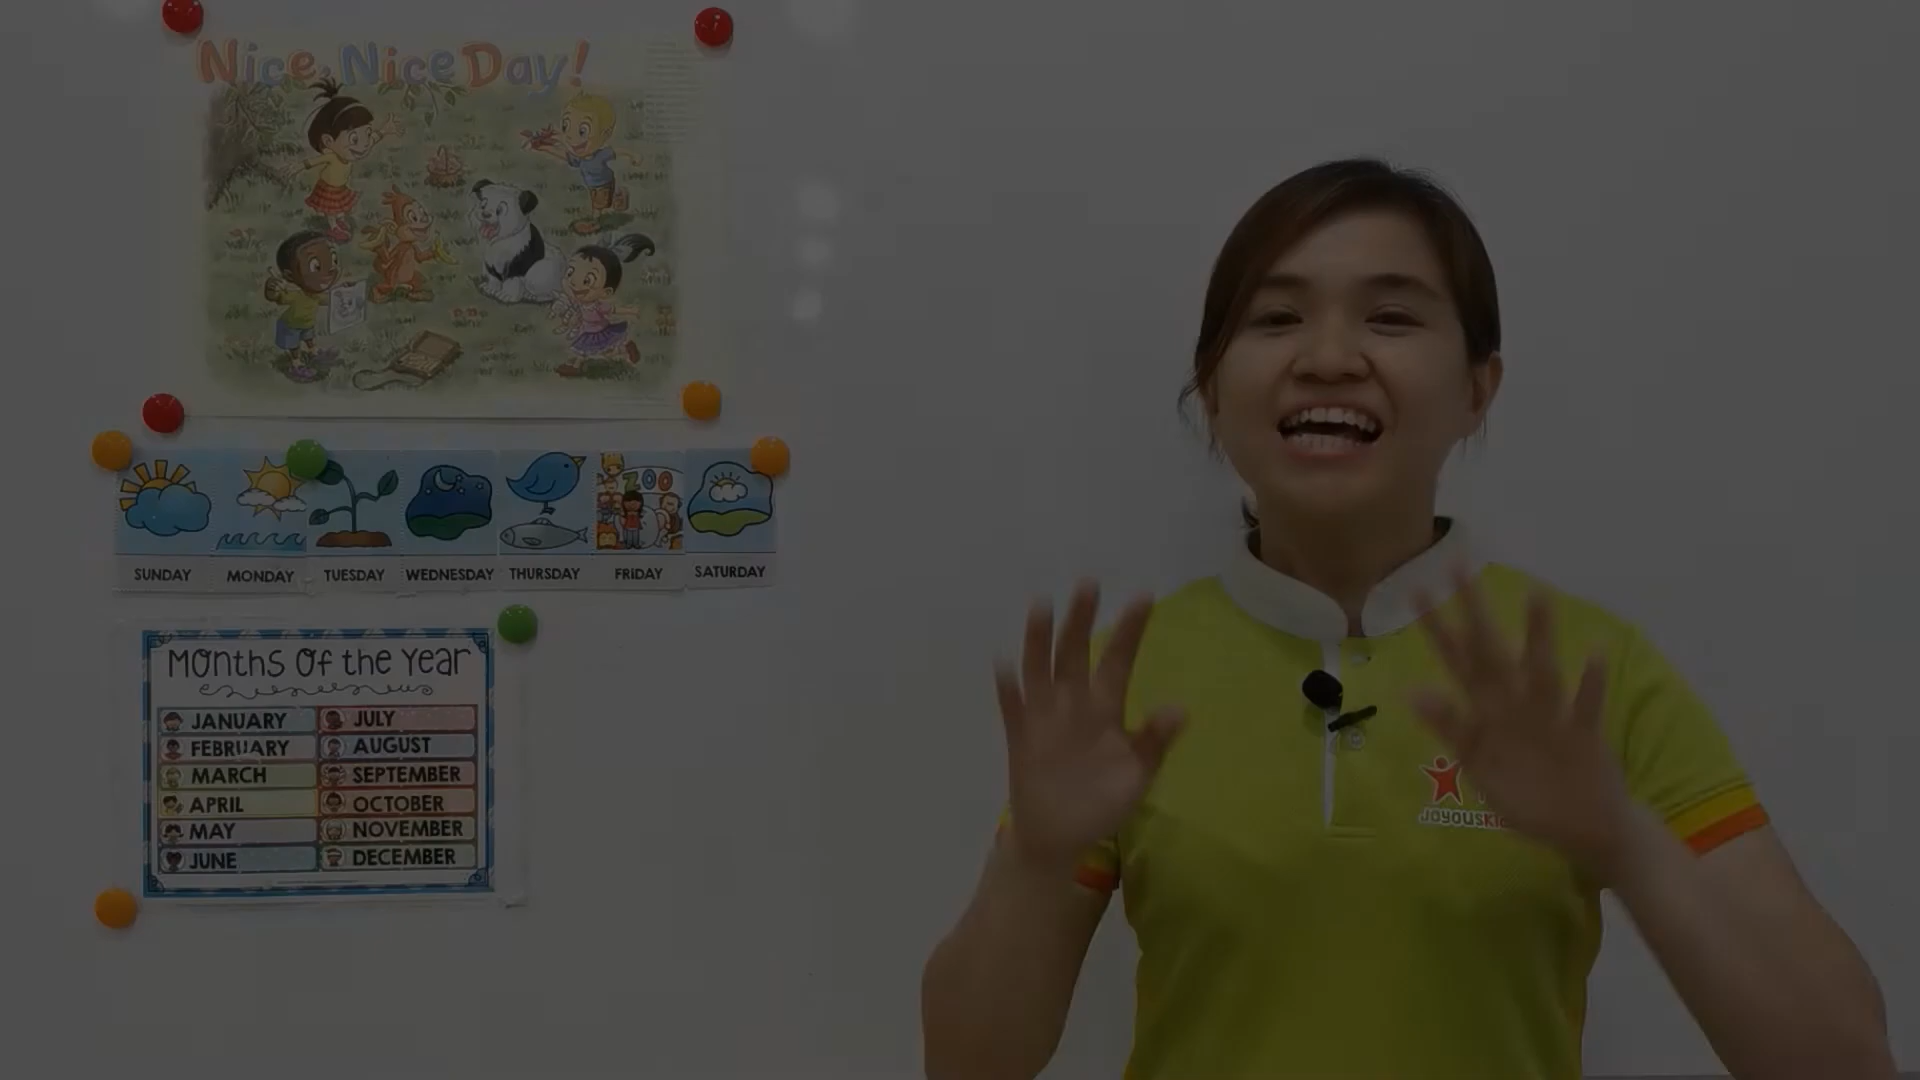 Nice, Nice Day!
ZOO
SUNDAY MONDAY TUESDAY WEDNESDAY THURSDAY FRIDAY SATURDAY
Months of the Year
JANUARY JULY
FEBRUARY AUGUST
MARCH SEPTEMBER
APRIL OCTOBER
MAY NOVEMBER
JUNE DECEMBER